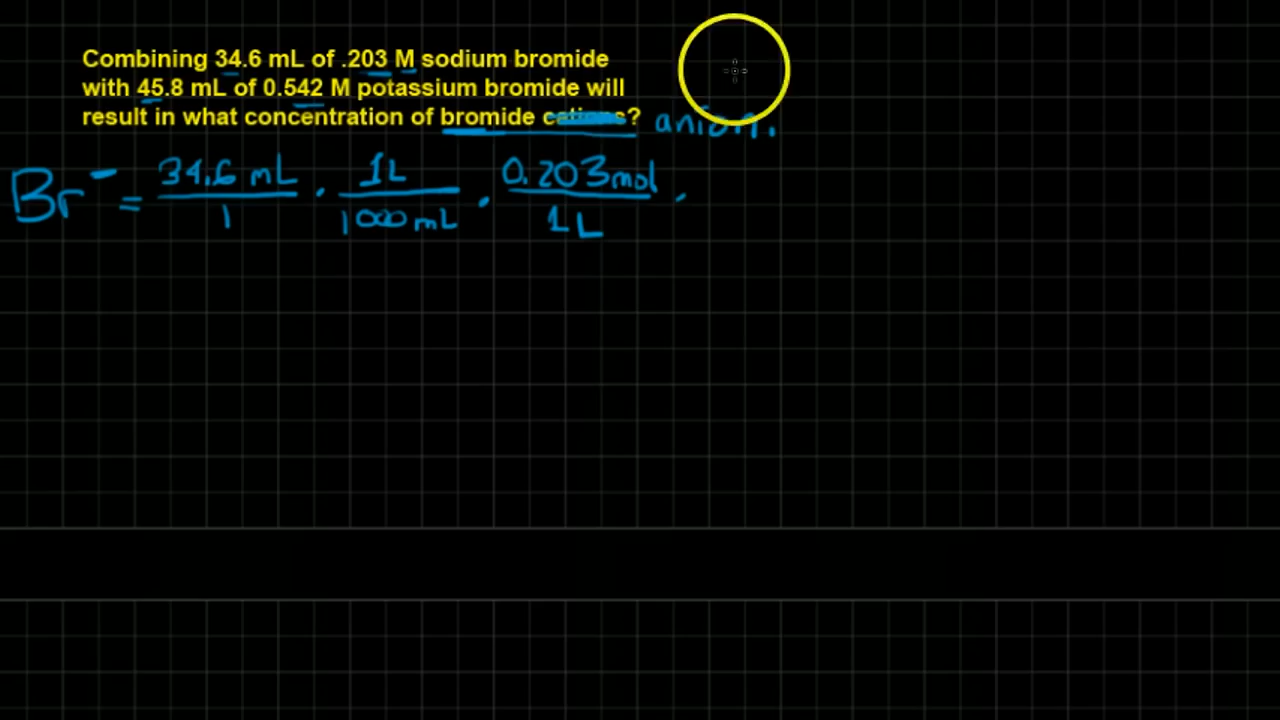 Combining 34.6 mL of .203 M sodium bromide
with 45.8 mL of 0.542 M potassium bromide will
result in what concentration of bromide cations? anion.
Br⁻ = 34.6 mL / 1 · 1L / 1000 mL · 0.203 mol / 1L ·